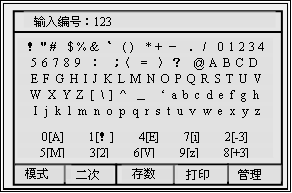 输入编号：123
! " # $ % & ` ( ) * + - . / 0 1 2 3 4
5 6 7 8 9 : ; ⟨ = ⟩ ? @ A B C D
E F G H I J K L M N O P Q R S T U V
W X Y Z [ \ ] ^ _ ‘ a b c d e f g h
I j k l m n o p q r s t u v w e x y z
0[A] 1[!] 4[E] 7[i] 2[-3]
5[M] 3[2] 6[V] 9[z] 8[+3]
模式 二次 存数 打印 管理